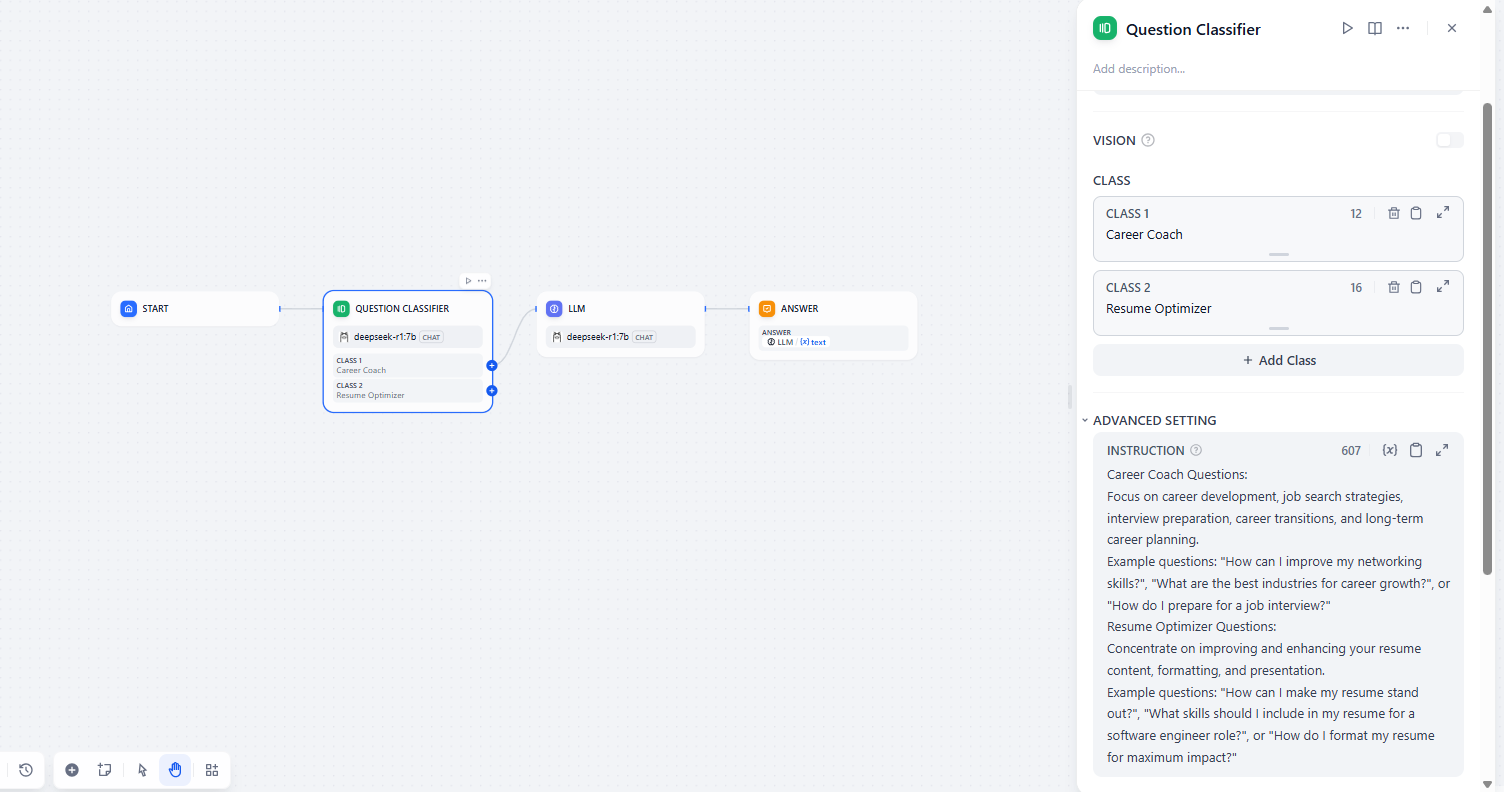 START
QUESTION CLASSIFIER
deepseek-r1:7b CHAT
CLASS 1
Career Coach
CLASS 2
Resume Optimizer
LLM
deepseek-r1:7b CHAT
ANSWER
ANSWER
LLM / {x} text
Question Classifier
Add description...
VISION
CLASS
CLASS 1 12
Career Coach
CLASS 2 16
Resume Optimizer
+ Add Class
ADVANCED SETTING
INSTRUCTION 607 {x}
Career Coach Questions:
Focus on career development, job search strategies,
interview preparation, career transitions, and long-term
career planning.
Example questions: "How can I improve my networking
skills?", "What are the best industries for career growth?", or
"How do I prepare for a job interview?"
Resume Optimizer Questions:
Concentrate on improving and enhancing your resume
content, formatting, and presentation.
Example questions: "How can I make my resume stand
out?", "What skills should I include in my resume for a
software engineer role?", or "How do I format my resume
for maximum impact?"